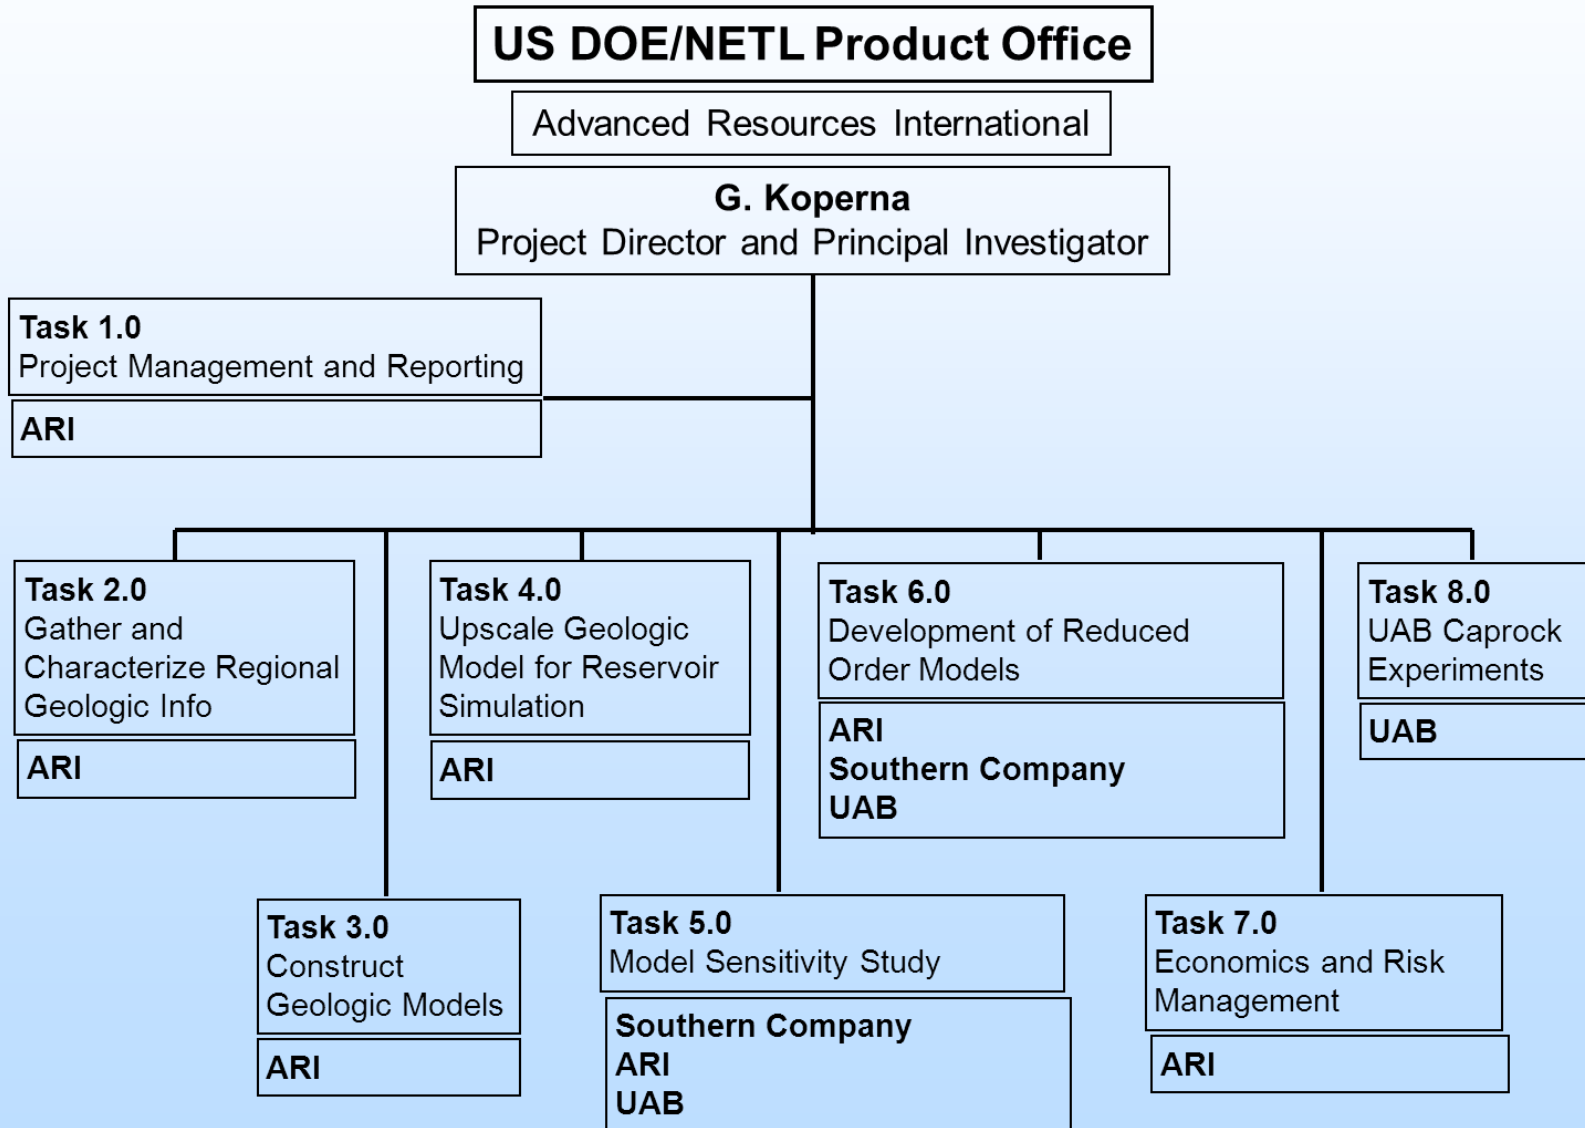 US DOE/NETL Product Office
Advanced Resources International
G. Koperna
Project Director and Principal Investigator
Task 1.0
Project Management and Reporting
ARI
Task 2.0
Gather and
Characterize Regional
Geologic Info
ARI
Task 4.0
Upscale Geologic
Model for Reservoir
Simulation
ARI
Task 6.0
Development of Reduced
Order Models
ARI
Southern Company
UAB
Task 8.0
UAB Caprock
Experiments
UAB
Task 3.0
Construct
Geologic Models
ARI
Task 5.0
Model Sensitivity Study
Southern Company
ARI
UAB
Task 7.0
Economics and Risk
Management
ARI